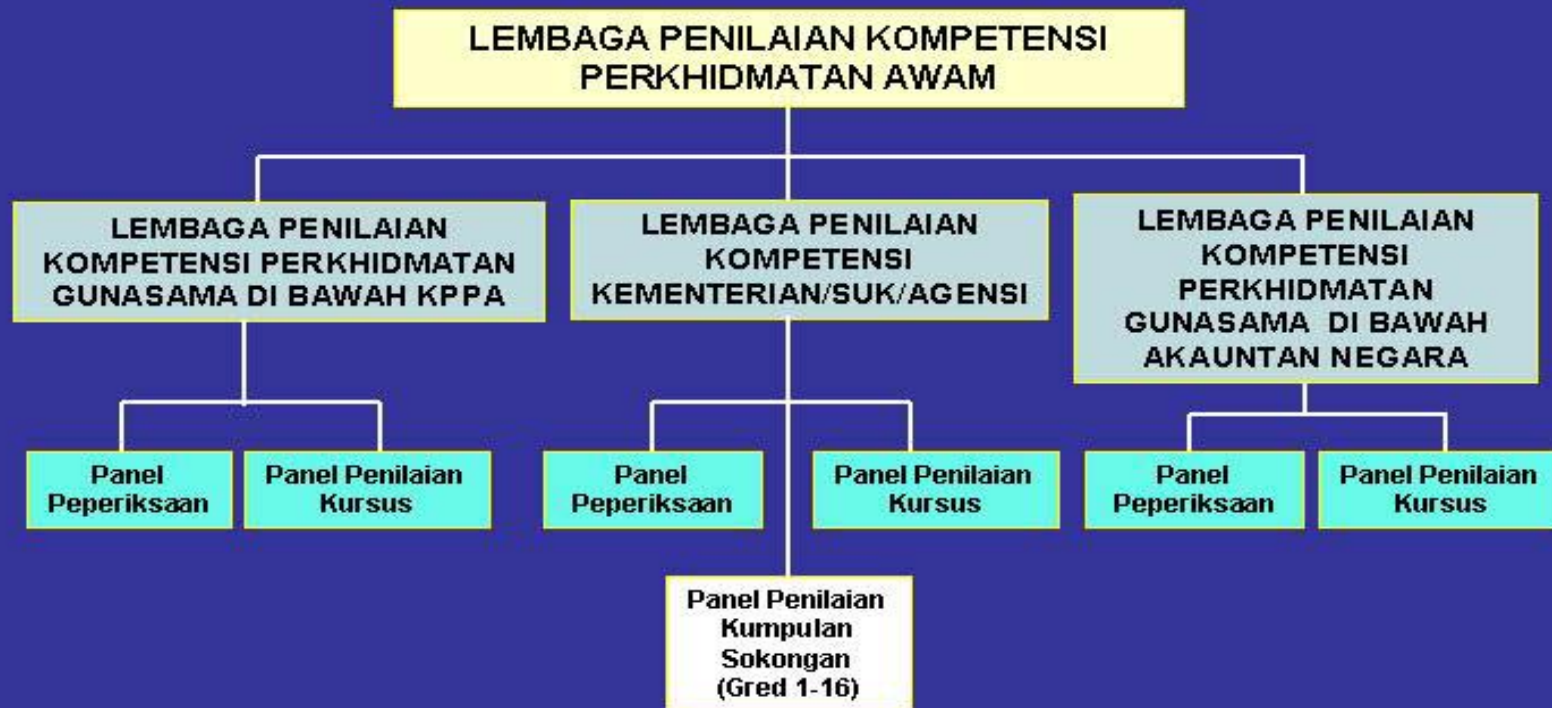 LEMBAGA PENILAIAN KOMPETENSI
PERKHIDMATAN AWAM
LEMBAGA PENILAIAN
KOMPETENSI PERKHIDMATAN
GUNASAMA DI BAWAH KPPA
LEMBAGA PENILAIAN
KOMPETENSI
KEMENTERIAN/SUK/AGENSI
LEMBAGA PENILAIAN
KOMPETENSI
PERKHIDMATAN
GUNASAMA DI BAWAH
AKAUNTAN NEGARA
Panel
Peperiksaan
Panel Penilaian
Kursus
Panel
Peperiksaan
Panel Penilaian
Kursus
Panel
Peperiksaan
Panel Penilaian
Kursus
Panel Penilaian
Kumpulan
Sokongan
(Gred 1-16)